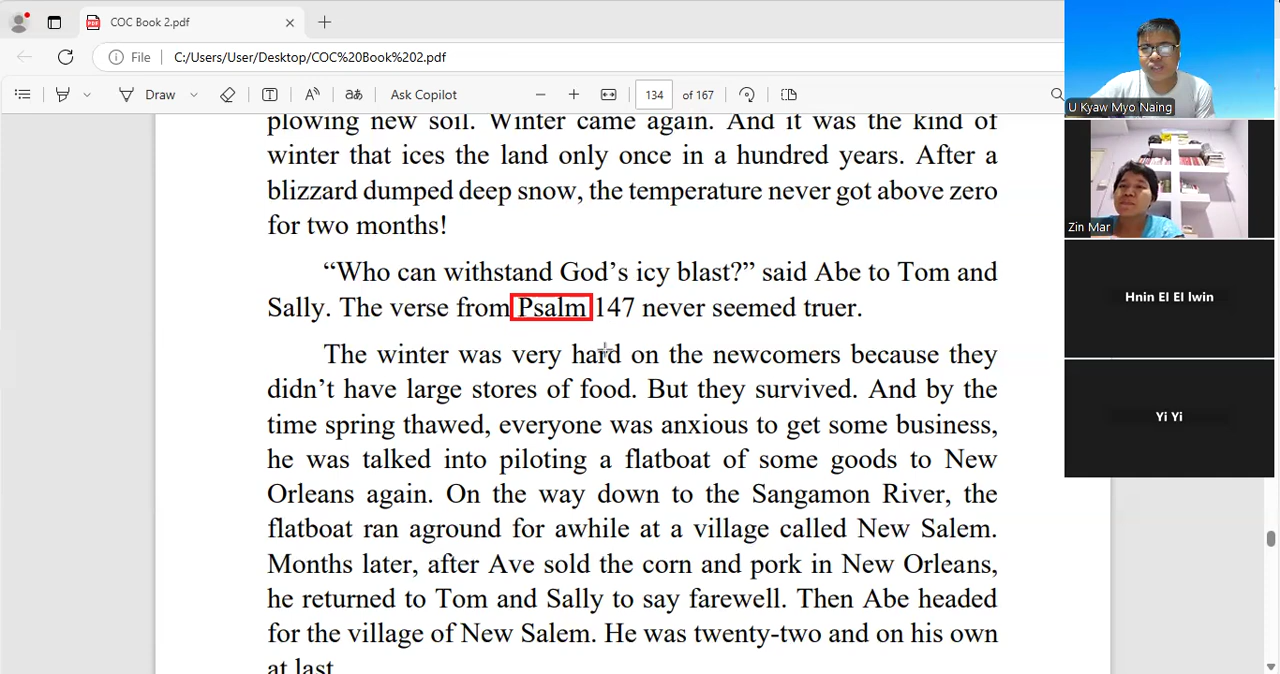 COC Book 2.pdf
File
C:/Users/User/Desktop/COC%20Book%202.pdf
Draw
Ask Copilot
134 of 167
plowing new soil. Winter came again. And it was the kind of
winter that ices the land only once in a hundred years. After a
blizzard dumped deep snow, the temperature never got above zero
for two months!
“Who can withstand God’s icy blast?” said Abe to Tom and
Sally. The verse from Psalm 147 never seemed truer.
The winter was very hard on the newcomers because they
didn’t have large stores of food. But they survived. And by the
time spring thawed, everyone was anxious to get some business,
he was talked into piloting a flatboat of some goods to New
Orleans again. On the way down to the Sangamon River, the
flatboat ran aground for awhile at a village called New Salem.
Months later, after Ave sold the corn and pork in New Orleans,
he returned to Tom and Sally to say farewell. Then Abe headed
for the village of New Salem. He was twenty-two and on his own
at last
U Kyaw Myo Naing
Zin Mar
Hnin EI EI lwin
Yi Yi